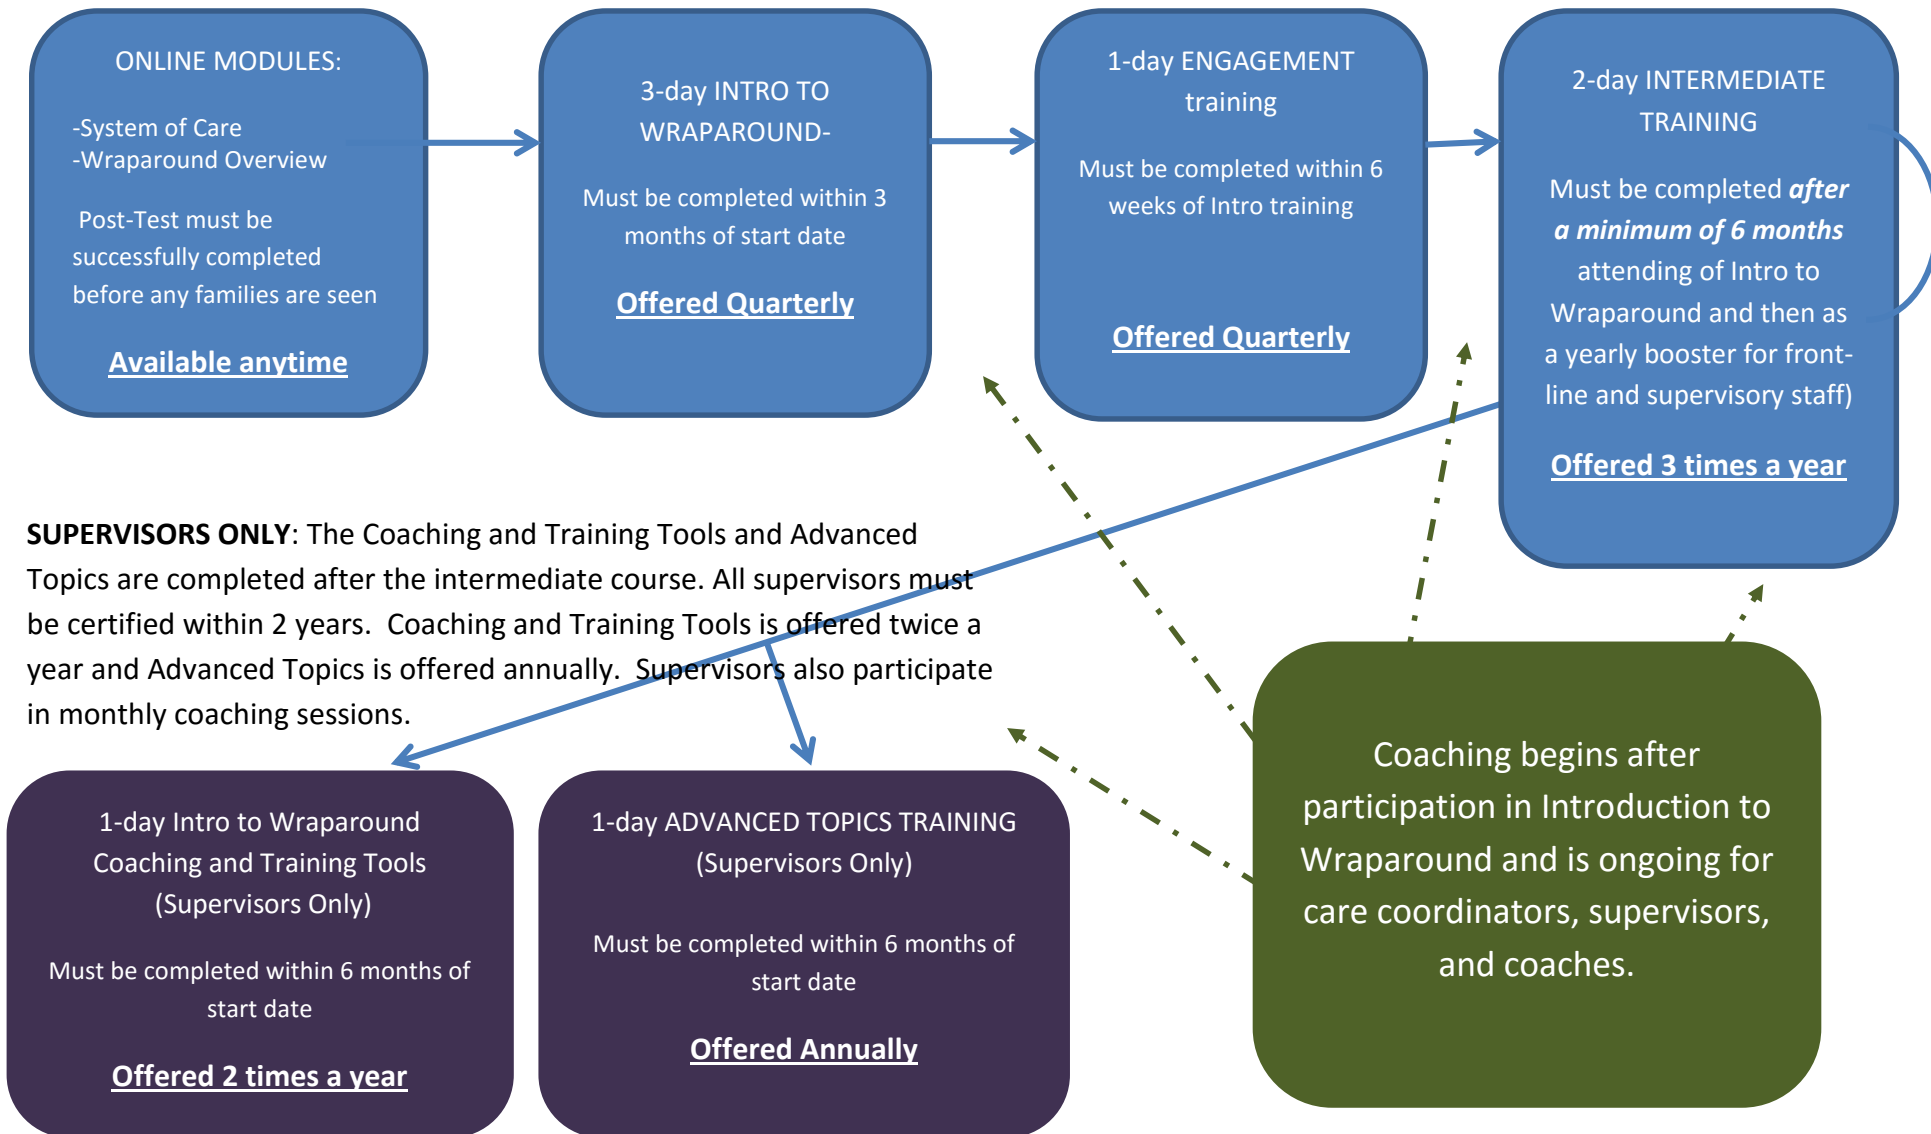 ONLINE MODULES:
-System of Care
-Wraparound Overview
Post-Test must be
successfully completed
before any families are seen
Available anytime
3-day INTRO TO
WRAPAROUND-
Must be completed within 3
months of start date
Offered Quarterly
1-day ENGAGEMENT
training
Must be completed within 6
weeks of Intro training
Offered Quarterly
2-day INTERMEDIATE
TRAINING
Must be completed after
a minimum of 6 months
attending of Intro to
Wraparound and then as
a yearly booster for front-
line and supervisory staff)
Offered 3 times a year
SUPERVISORS ONLY: The Coaching and Training Tools and Advanced
Topics are completed after the intermediate course. All supervisors must
be certified within 2 years.  Coaching and Training Tools is offered twice a
year and Advanced Topics is offered annually.  Supervisors also participate
in monthly coaching sessions.
1-day Intro to Wraparound
Coaching and Training Tools
(Supervisors Only)
Must be completed within 6 months of
start date
Offered 2 times a year
1-day ADVANCED TOPICS TRAINING
(Supervisors Only)
Must be completed within 6 months of
start date
Offered Annually
Coaching begins after
participation in Introduction to
Wraparound and is ongoing for
care coordinators, supervisors,
and coaches.